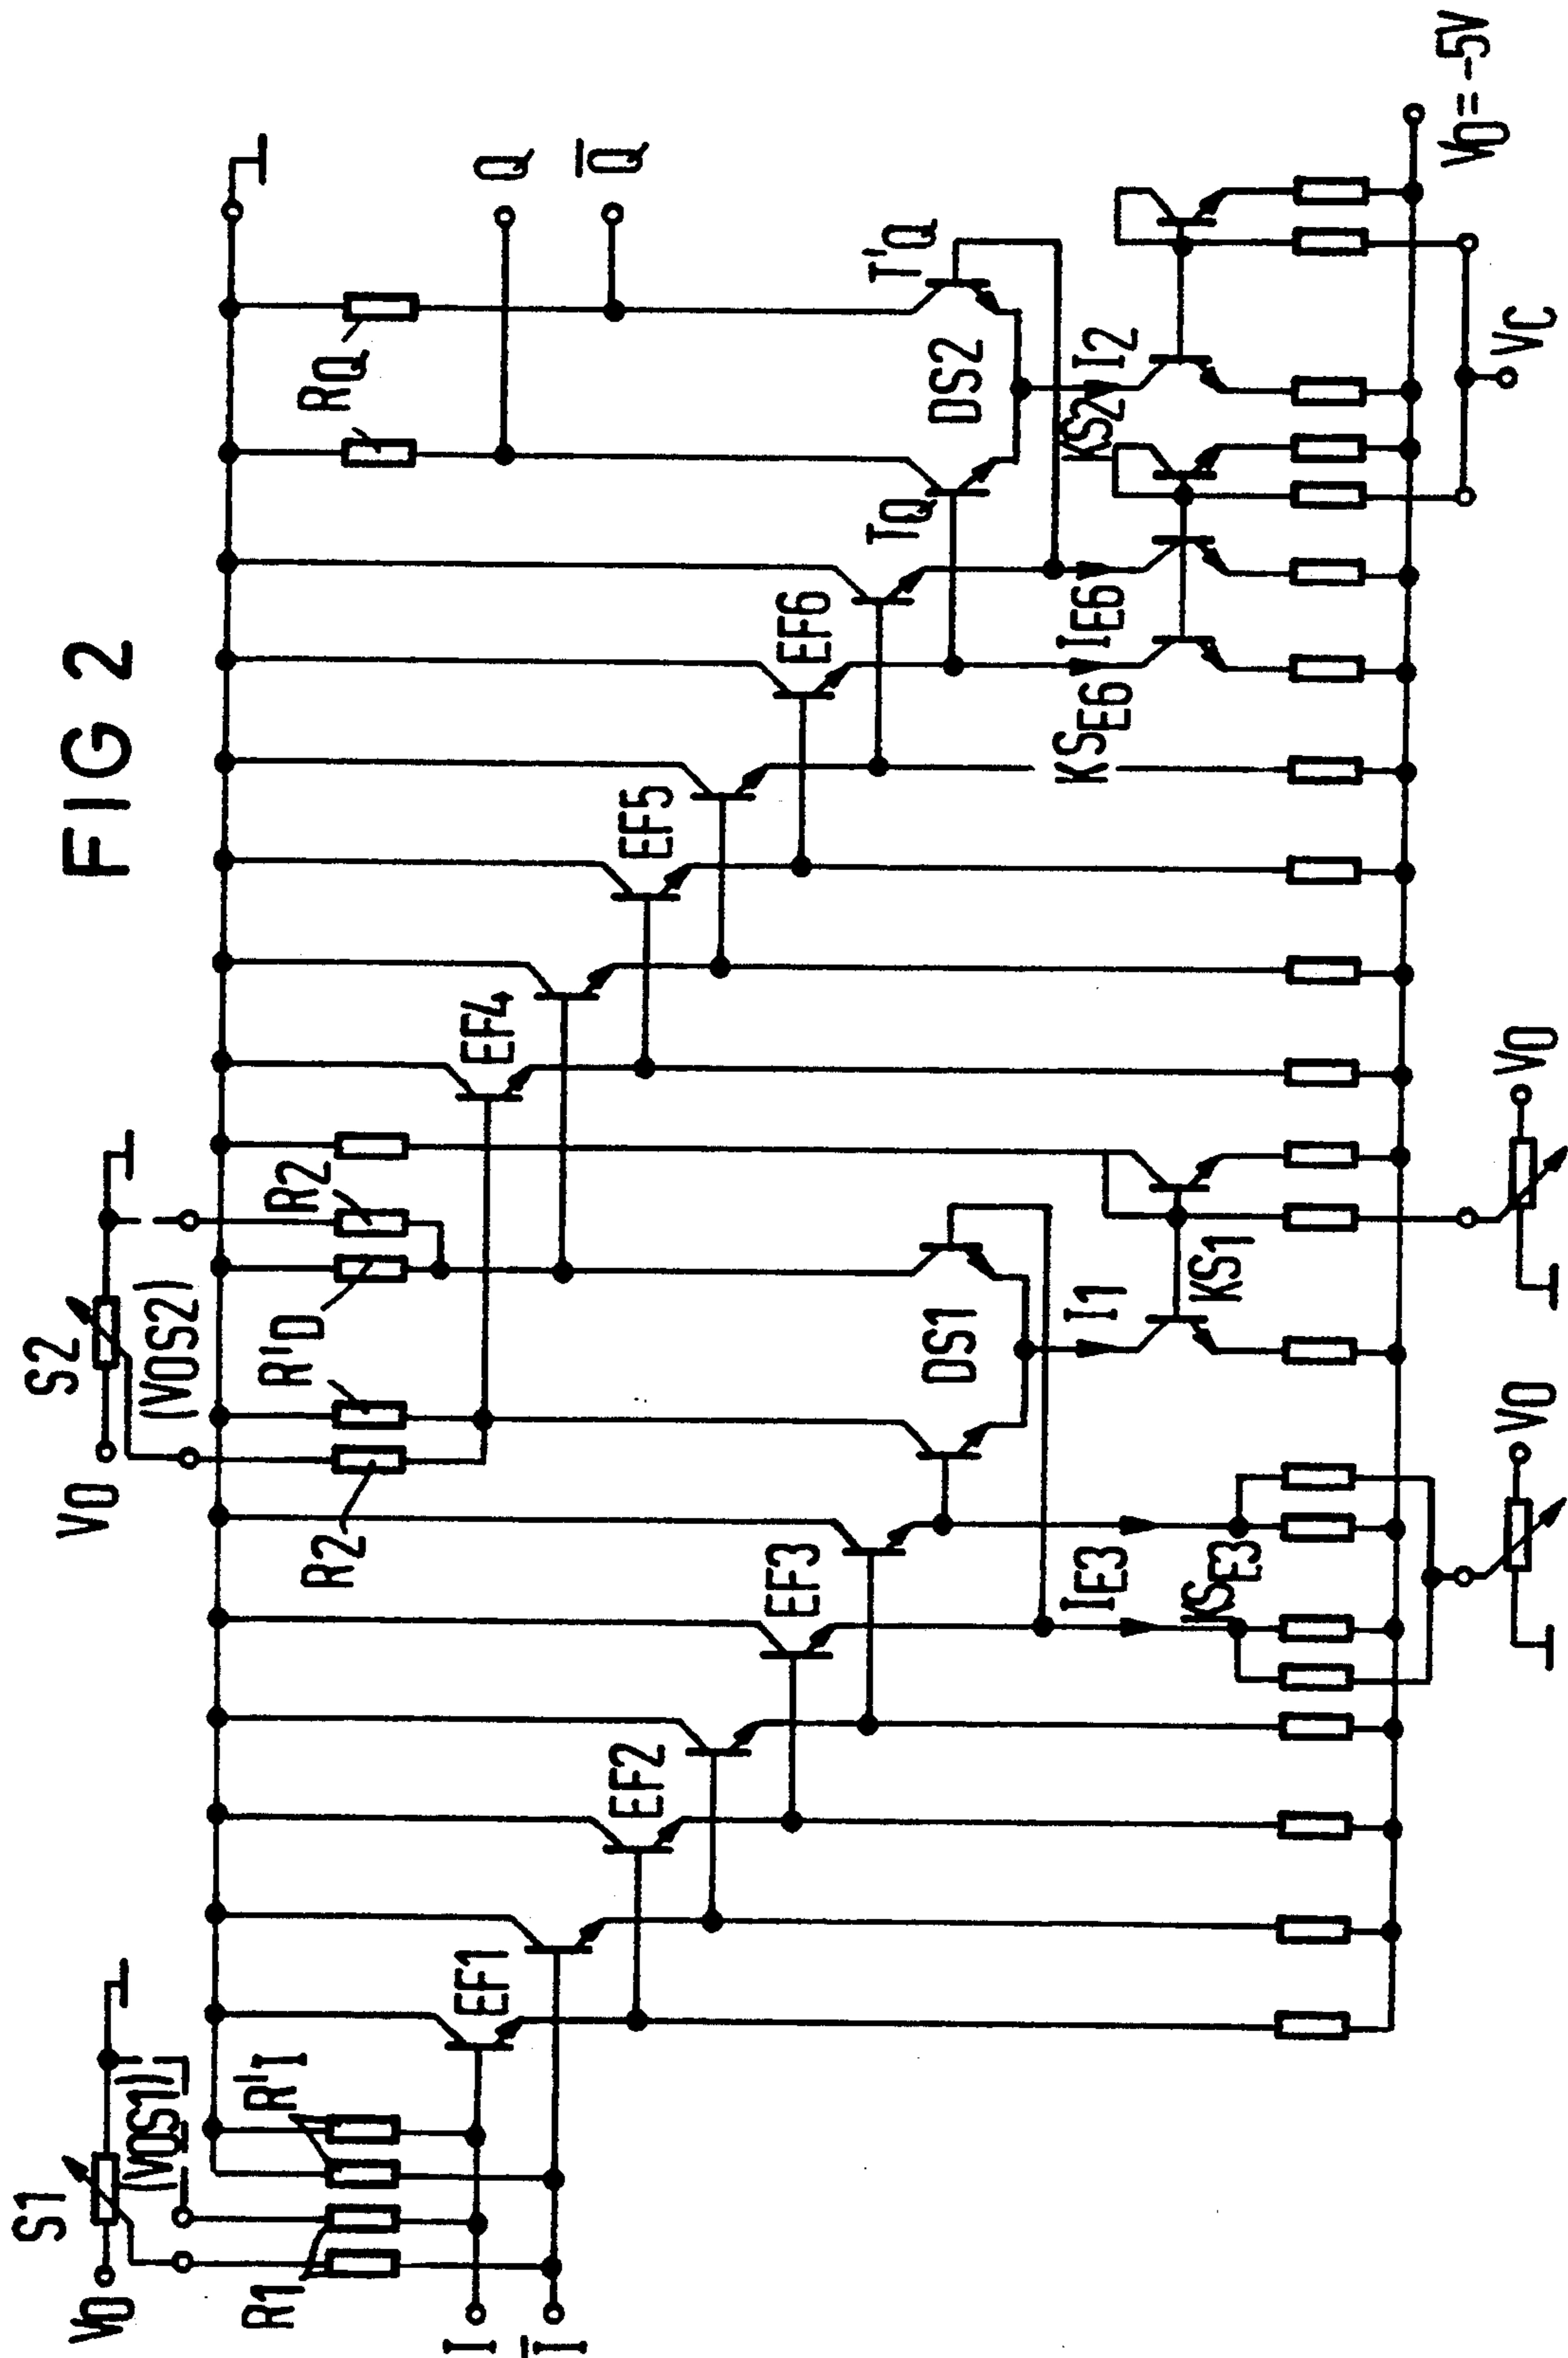 FIG 2
S1
V0
(VOS1)
R1
R'I
I
I̅
EF1
EF2
EF3
IE3
KSE3
V0
S2
V0
(VOS2)
R2
R'D
R2
DS1
I1
KS1
V0
EF4
EF5
EF6
KSE6
IE6
TQ
T'Q
DS2
KS2
I2
RQ
Q
Q̅
VC
V0=-5V